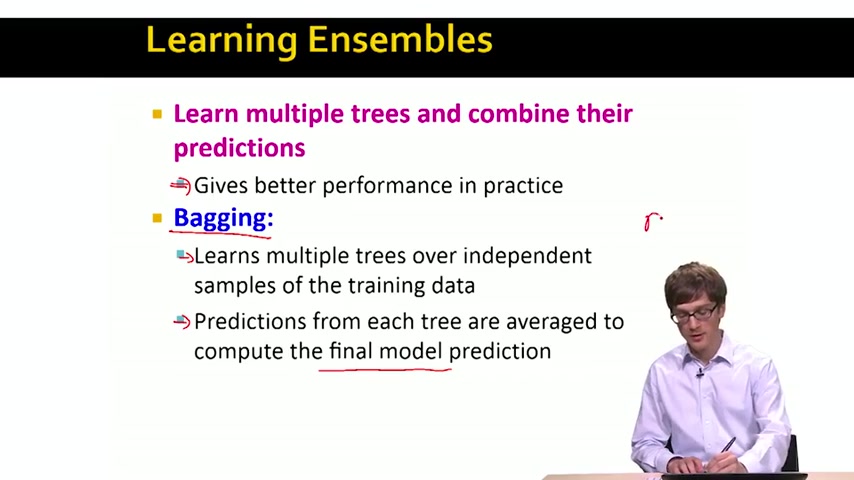 Learning Ensembles
Learn multiple trees and combine their
predictions
Gives better performance in practice
Bagging:
Learns multiple trees over independent
samples of the training data
Predictions from each tree are averaged to
compute the final model prediction